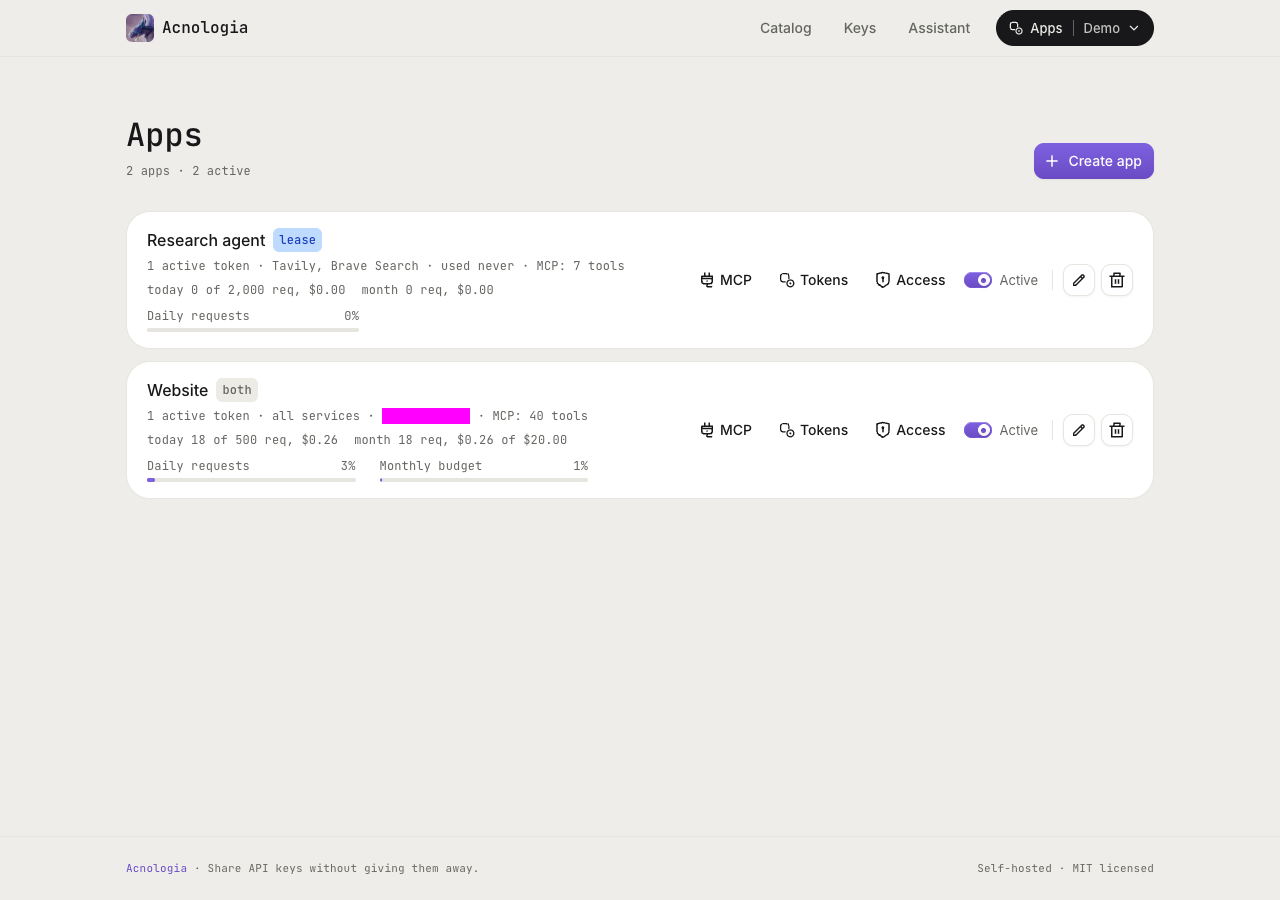 Acnologia
Catalog
Keys
Assistant
Apps
Demo
Apps
2 apps · 2 active
Create app
Research agent lease
1 active token · Tavily, Brave Search · used never · MCP: 7 tools
today 0 of 2,000 req, $0.00 month 0 req, $0.00
Daily requests 0%
MCP
Tokens
Access
Active
Website both
1 active token · all services · · MCP: 40 tools
today 18 of 500 req, $0.26 month 18 req, $0.26 of $20.00
Daily requests 3% Monthly budget 1%
MCP
Tokens
Access
Active
Acnologia · Share API keys without giving them away.
Self-hosted · MIT licensed